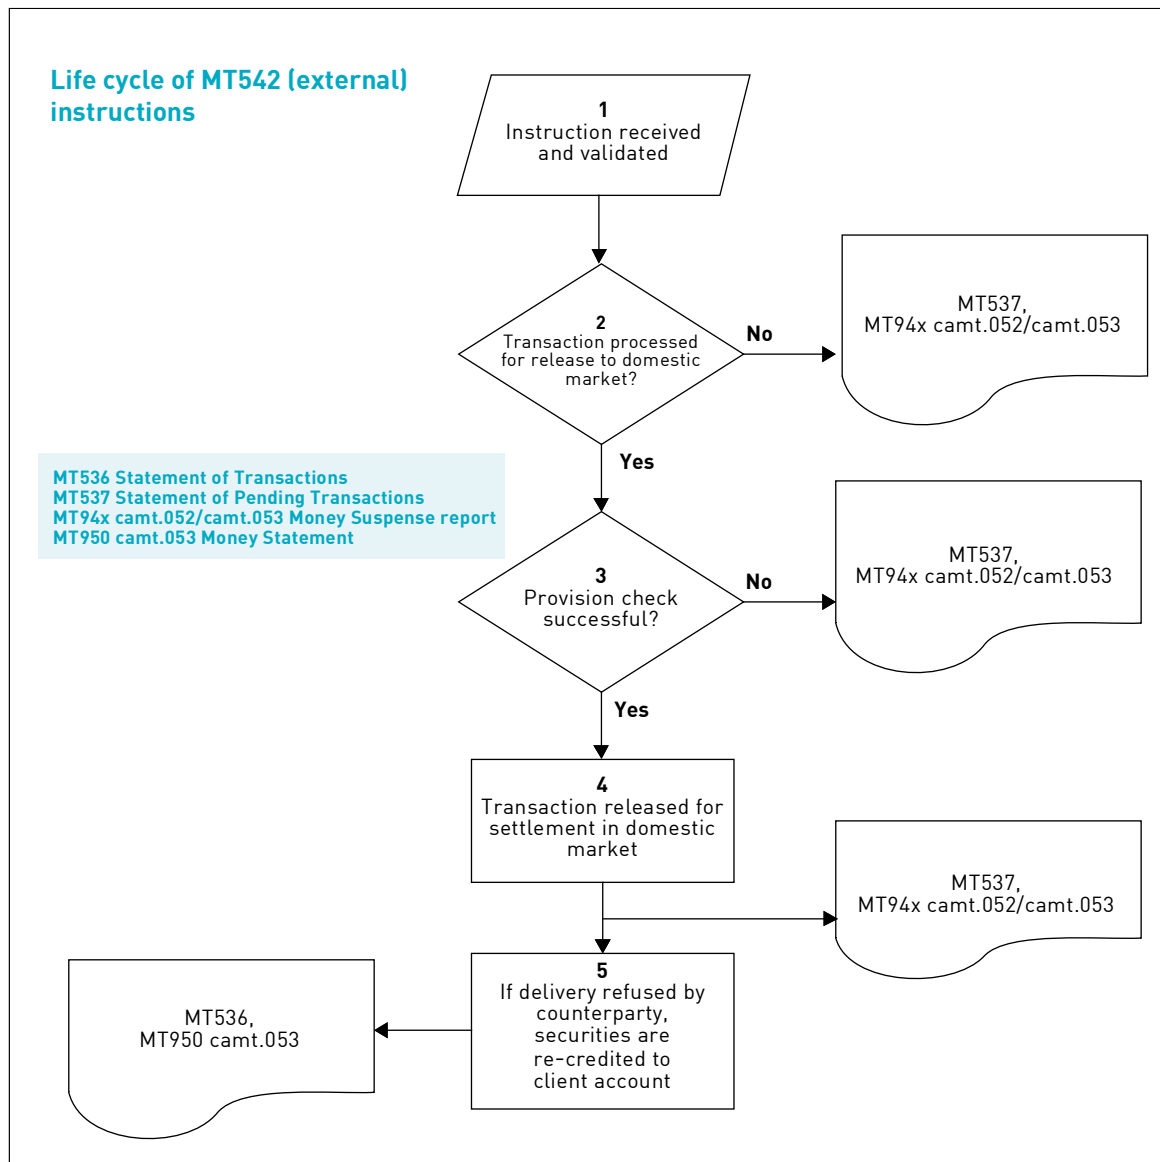 Life cycle of MT542 (external)
instructions
1
Instruction received
and validated
2
Transaction processed
for release to domestic
market?
No
MT537,
MT94x camt.052/camt.053
Yes
MT536 Statement of Transactions
MT537 Statement of Pending Transactions
MT94x camt.052/camt.053 Money Suspense report
MT950 camt.053 Money Statement
3
Provision check
successful?
No
MT537,
MT94x camt.052/camt.053
Yes
4
Transaction released for
settlement in domestic
market
MT537,
MT94x camt.052/camt.053
5
If delivery refused by
counterparty,
securities are
re-credited to
client account
MT536,
MT950 camt.053